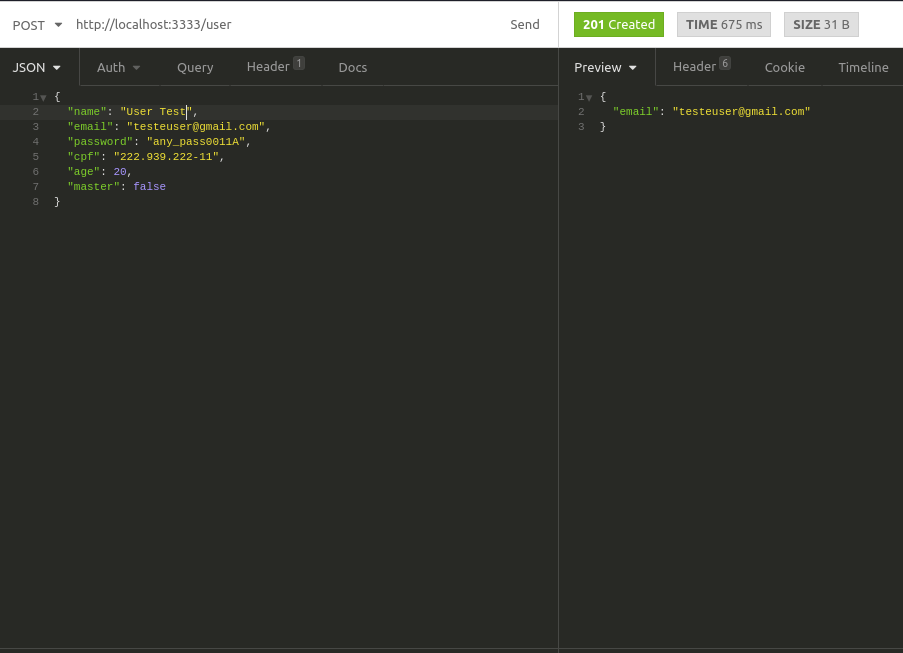 POST http://localhost:3333/user Send 201 Created TIME 675 ms SIZE 31 B
JSON Auth Query Header 1 Docs Preview Header 6 Cookie Timeline
1 {
2 "name": "User Test",
3 "email": "testeuser@gmail.com",
4 "password": "any_pass0011A",
5 "cpf": "222.939.222-11",
6 "age": 20,
7 "master": false
8 }
1 {
2 "email": "testeuser@gmail.com"
3 }